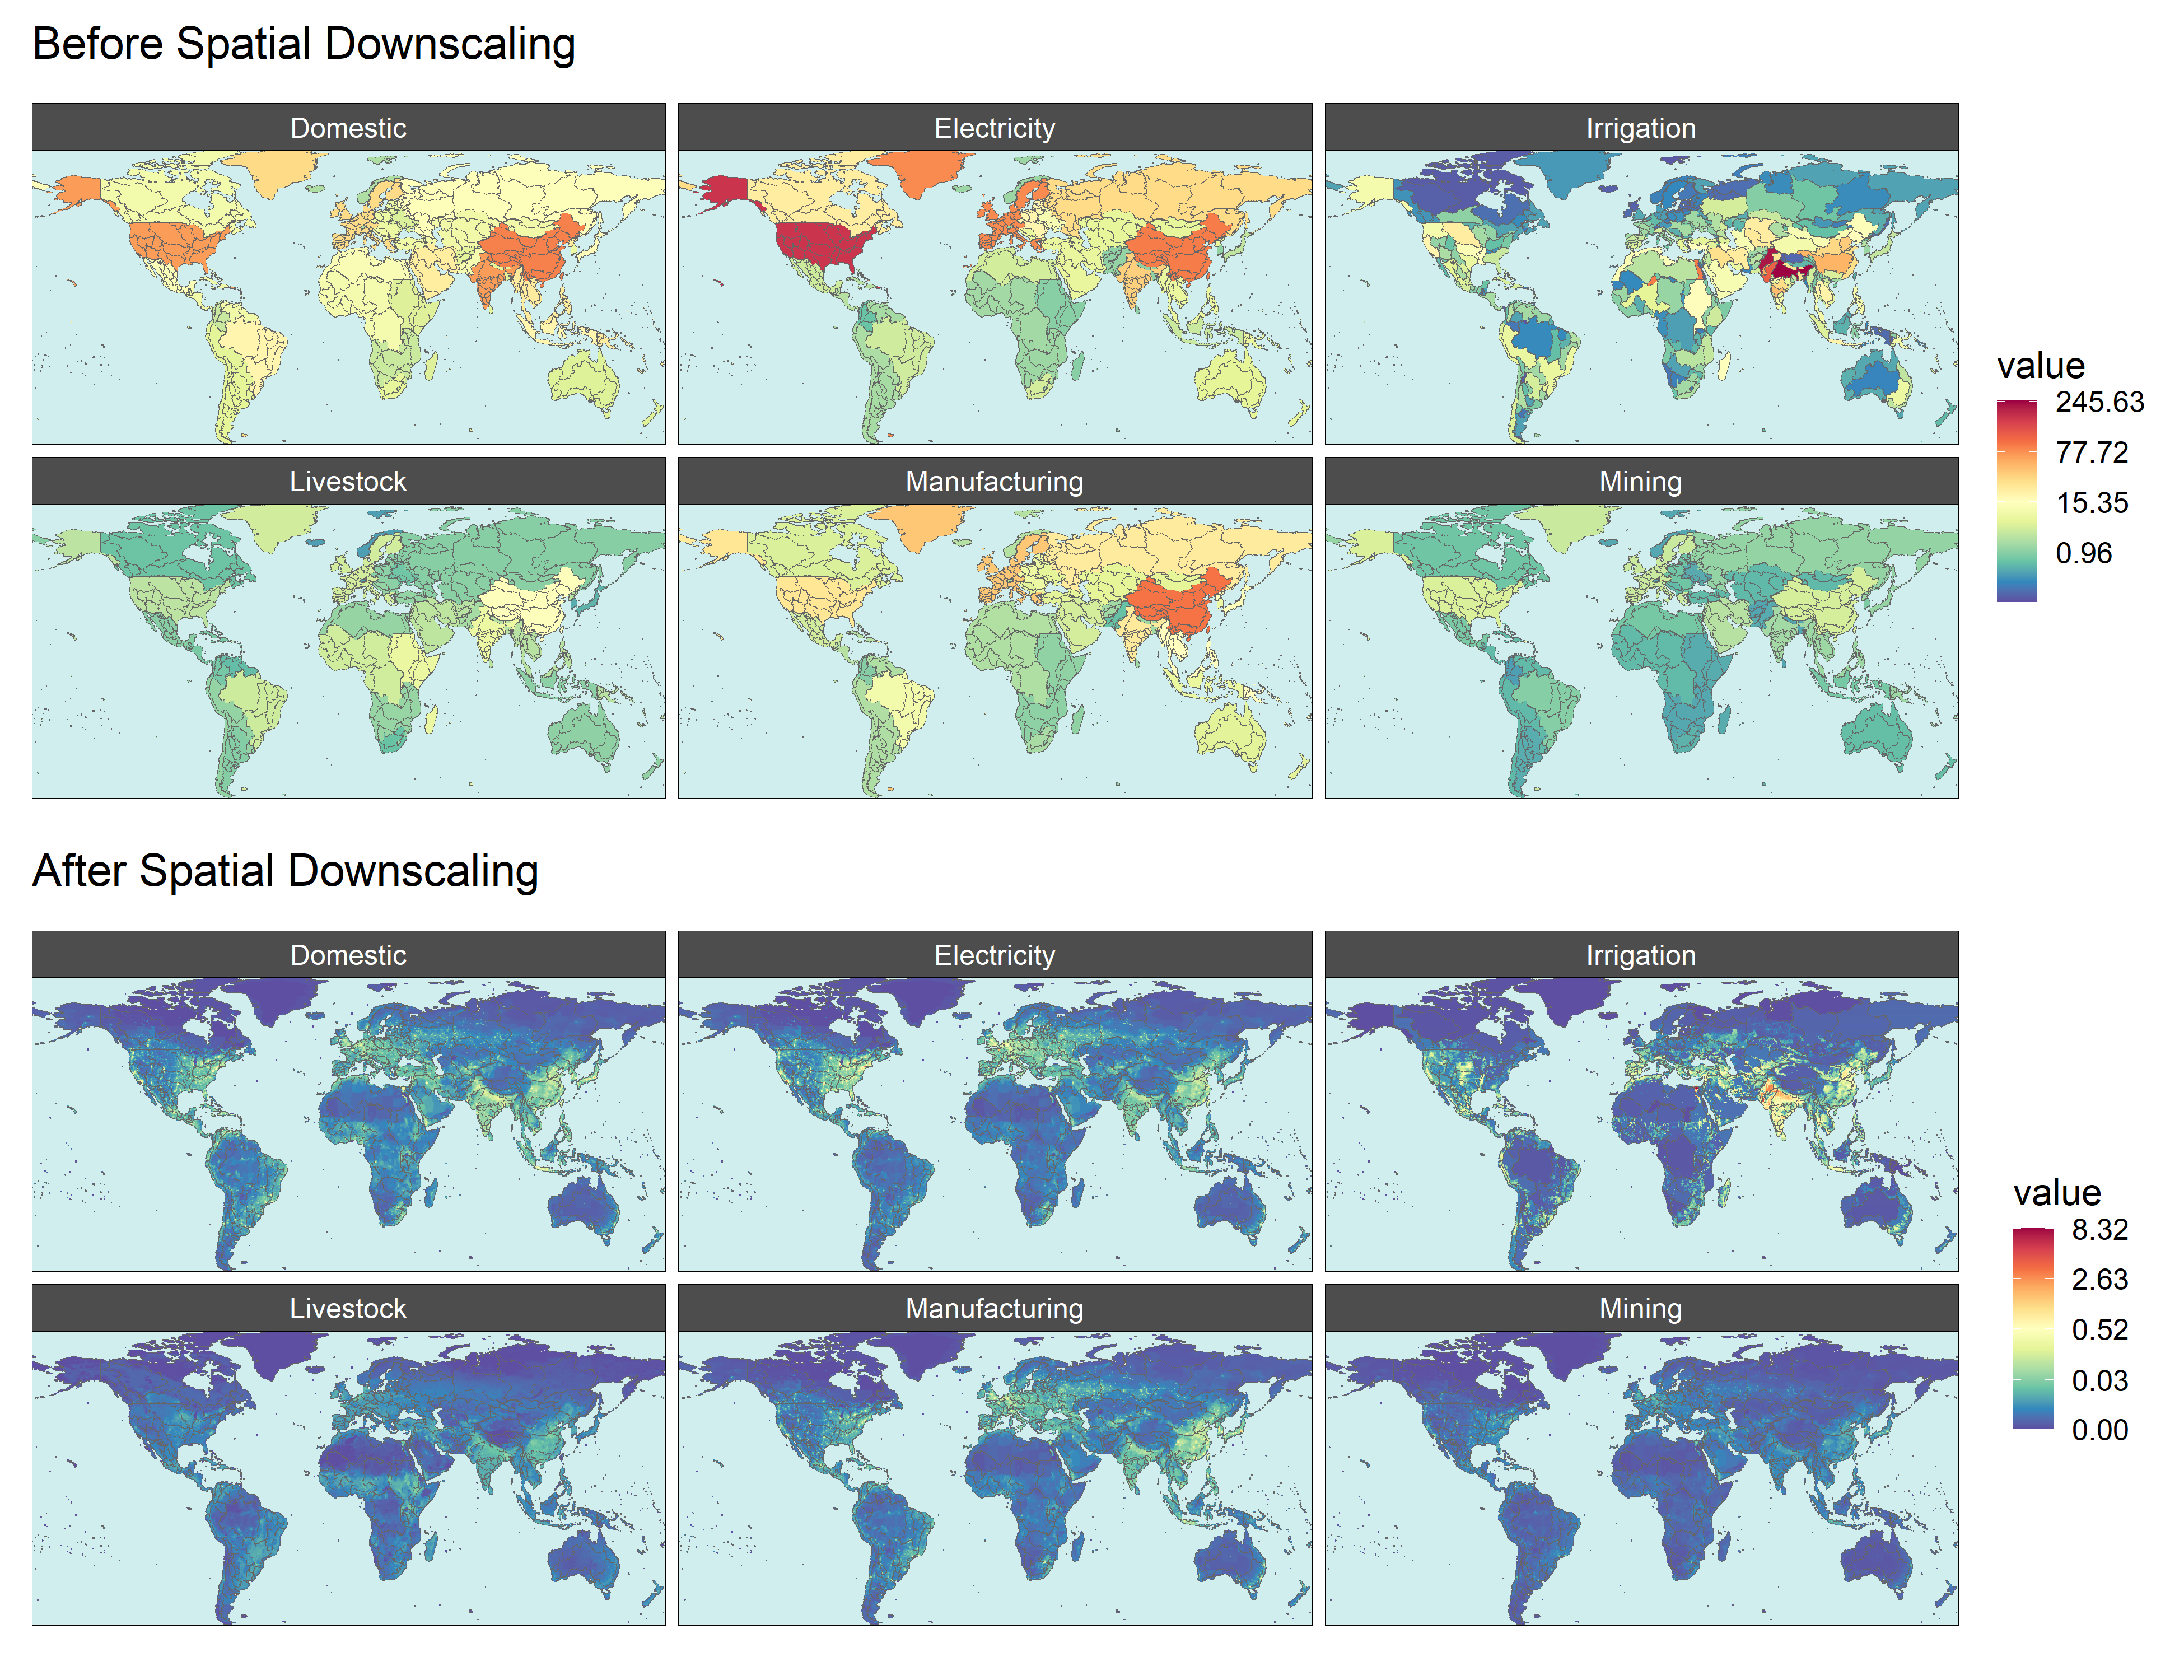 Before Spatial Downscaling
Domestic
Electricity
Irrigation
Livestock
Manufacturing
Mining
value
245.63
77.72
15.35
0.96
After Spatial Downscaling
Domestic
Electricity
Irrigation
Livestock
Manufacturing
Mining
value
8.32
2.63
0.52
0.03
0.00